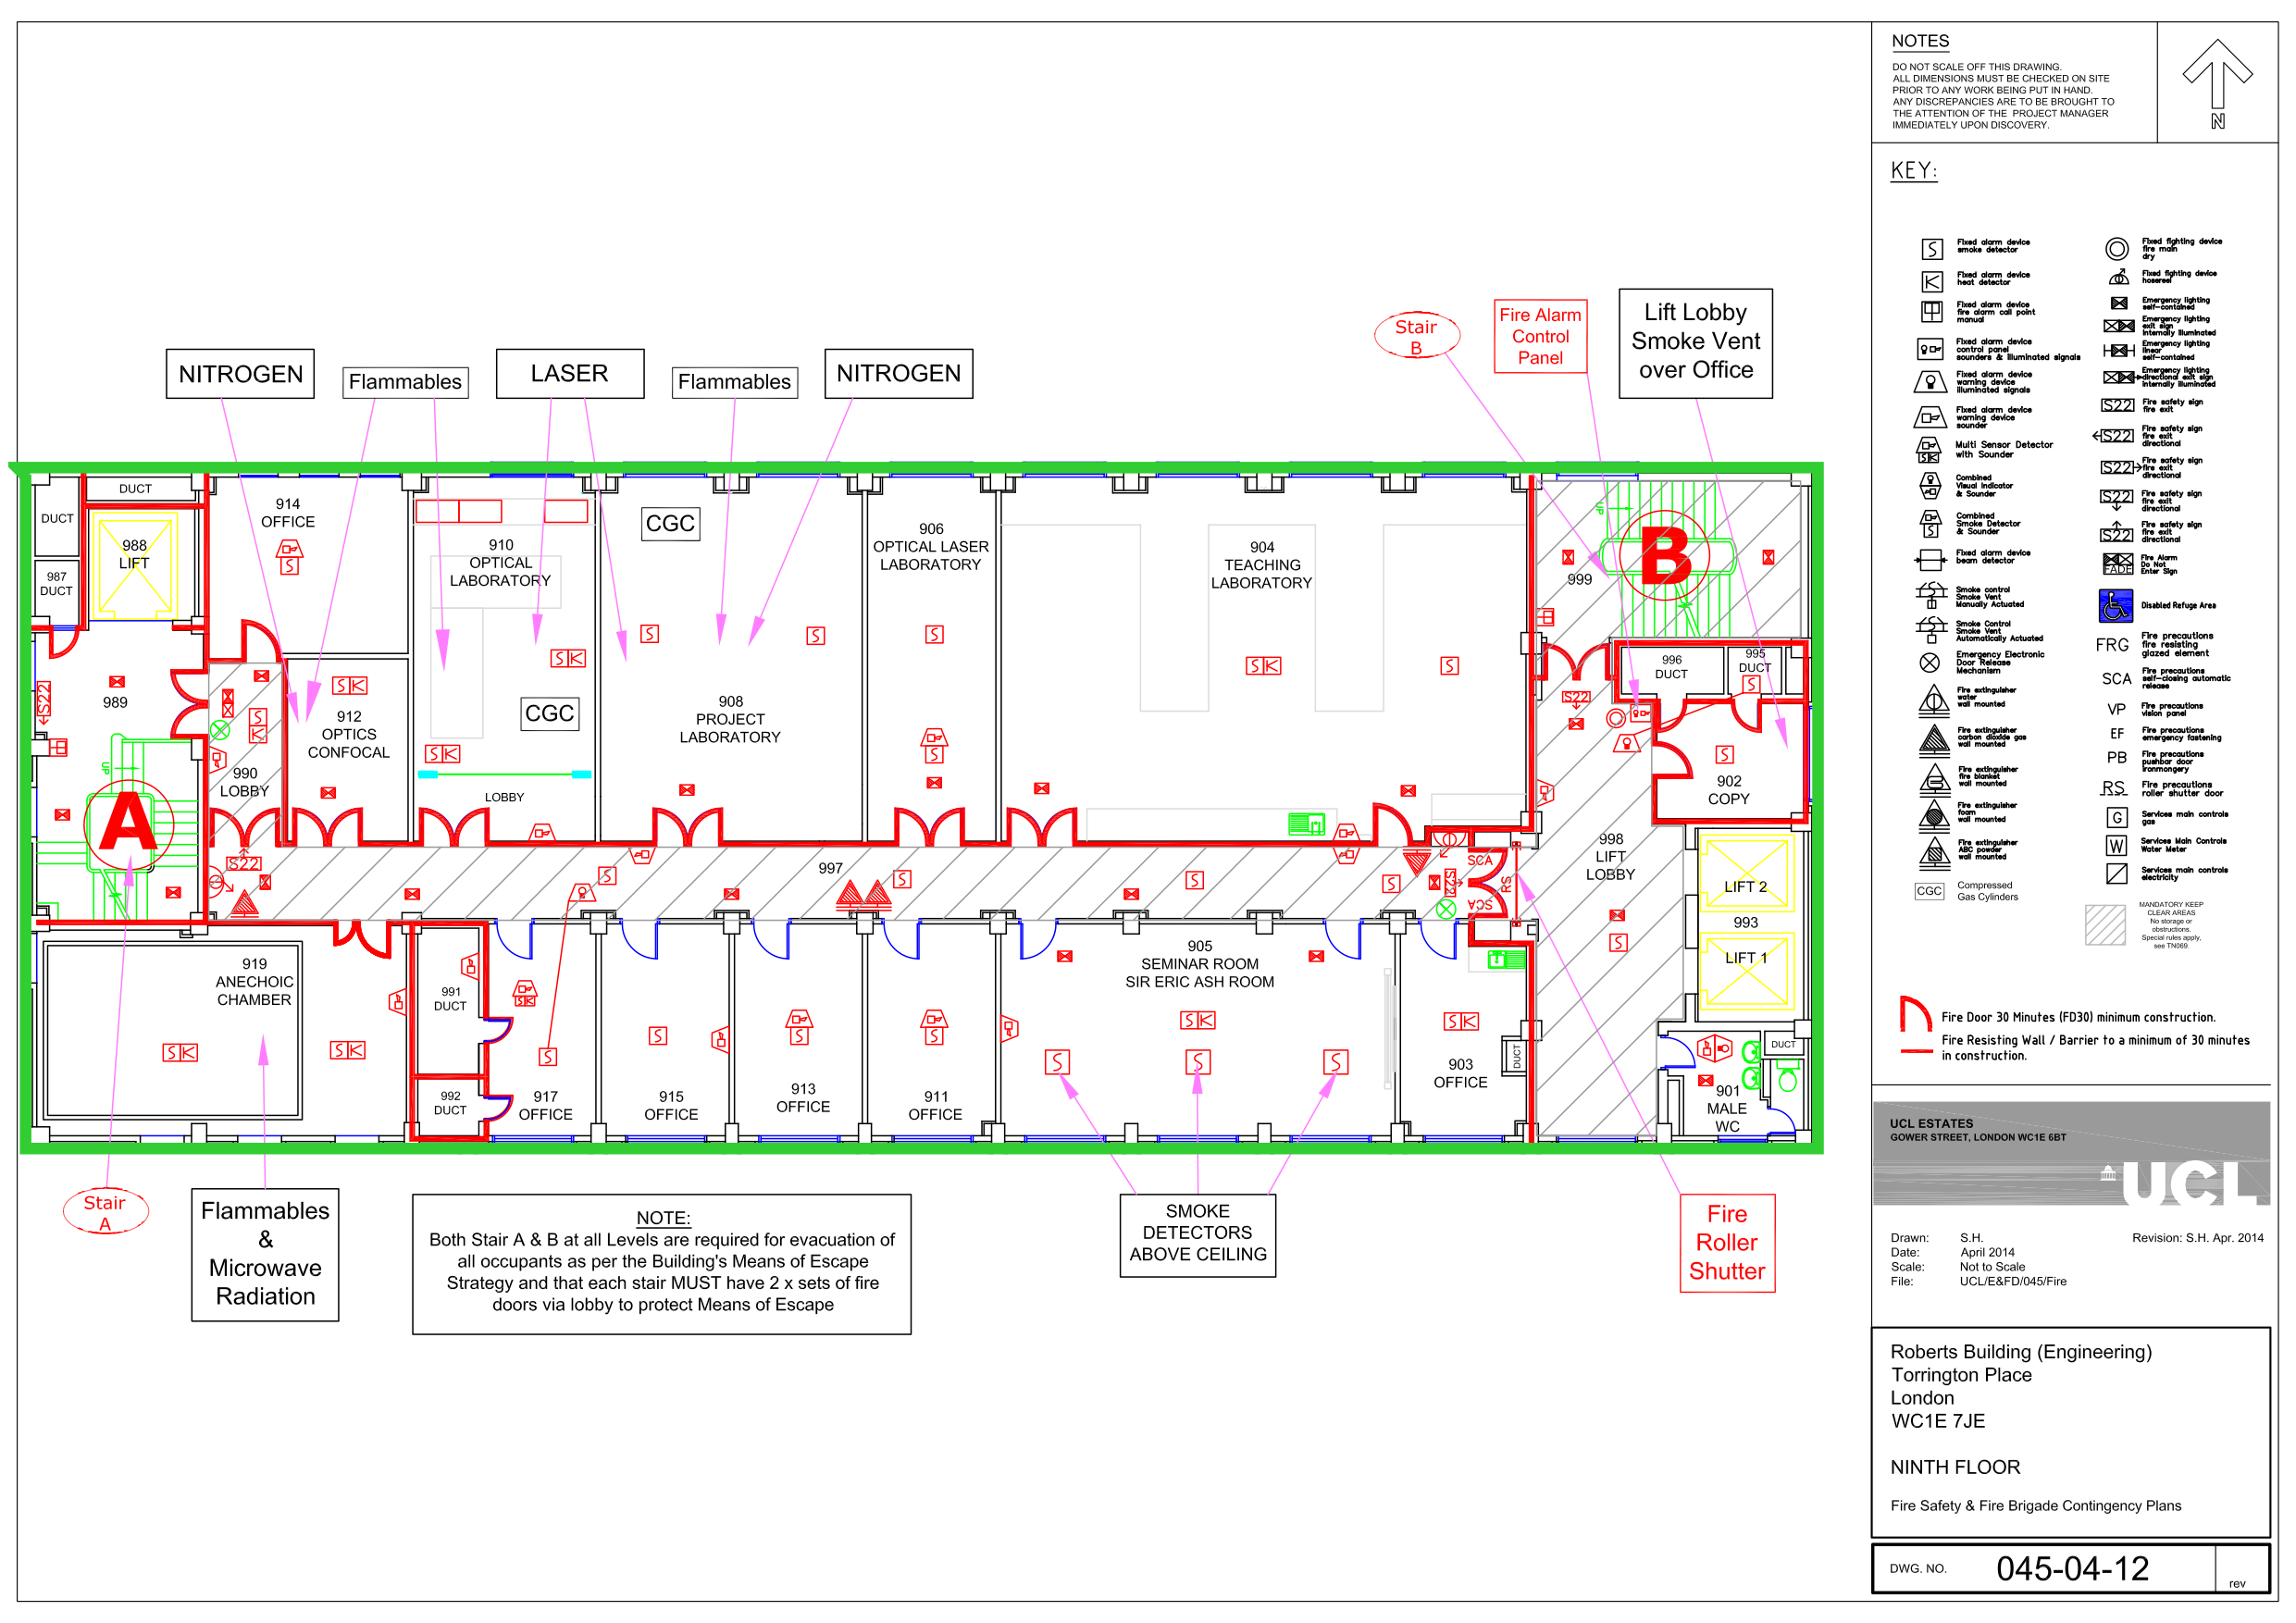 NOTES
DO NOT SCALE OFF THIS DRAWING.
ALL DIMENSIONS MUST BE CHECKED ON SITE
PRIOR TO ANY WORK BEING PUT IN HAND.
ANY DISCREPANCIES ARE TO BE BROUGHT TO
THE ATTENTION OF THE PROJECT MANAGER
IMMEDIATELY UPON DISCOVERY.
N
KEY:
S
Fixed alarm device
smoke detector
K
Fixed alarm device
heat detector
Fixed alarm device
fire alarm call point
manual
Fixed alarm device
control panel
sounders & illuminated signals
Fixed alarm device
warning device
illuminated signals
Fixed alarm device
warning device
sounder
SK
Multi Sensor Detector
with Sounder
Combined
Visual Indicator
& Sounder
S
Combined
Smoke Detector
& Sounder
Fixed alarm device
beam detector
Smoke control
Smoke Vent
Manually Actuated
Smoke Control
Smoke Vent
Automatically Actuated
Emergency Electronic
Door Release
Mechanism
Fire extinguisher
water
wall mounted
Fire extinguisher
carbon dioxide gas
wall mounted
Fire extinguisher
fire blanket
wall mounted
Fire extinguisher
foam
wall mounted
Fire extinguisher
ABC powder
wall mounted
CGC
Compressed
Gas Cylinders
Fixed fighting device
fire main
dry
Fixed fighting device
hosereel
Emergency lighting
self-contained
Emergency lighting
exit sign
Internally illuminated
Emergency lighting
linear
self-contained
Emergency lighting
directional exit sign
internally illuminated
S22
Fire safety sign
fire exit
S22
Fire safety sign
fire exit
directional
S22
Fire safety sign
fire exit
directional
S22
Fire safety sign
fire exit
directional
S22
Fire safety sign
fire exit
directional
FADE
Fire Alarm
Do Not
Enter Sign
Disabled Refuge Area
FRG
Fire precautions
fire resisting
glazed element
SCA
Fire precautions
self-closing automatic
release
VP
Fire precautions
vision panel
EF
Fire precautions
emergency fastening
PB
Fire precautions
pushbar door
ironmongery
RS
Fire precautions
roller shutter door
G
Services main controls
gas
W
Services Main Controls
Water Meter
Services main controls
electricity
MANDATORY KEEP
CLEAR AREAS
No storage or
obstructions.
Special rules apply,
see TN069.
Fire Door 30 Minutes (FD30) minimum construction.
Fire Resisting Wall / Barrier to a minimum of 30 minutes
in construction.
UCL ESTATES
GOWER STREET, LONDON WC1E 6BT
UCL
Drawn: S.H.
Revision: S.H. Apr. 2014
Date: April 2014
Scale: Not to Scale
File: UCL/E&FD/045/Fire
Roberts Building (Engineering)
Torrington Place
London
WC1E 7JE
NINTH FLOOR
Fire Safety & Fire Brigade Contingency Plans
DWG. NO. 045-04-12
rev
Stair
B
Fire Alarm
Control
Panel
Lift Lobby
Smoke Vent
over Office
NITROGEN
Flammables
LASER
Flammables
NITROGEN
DUCT
DUCT
987
DUCT
988
LIFT
914
OFFICE
S
910
OPTICAL
LABORATORY
SK
CGC
SK
LOBBY
CGC
S
S
908
PROJECT
LABORATORY
906
OPTICAL LASER
LABORATORY
S
S
904
TEACHING
LABORATORY
SK
S
UP
B
999
996
DUCT
995
DUCT
S
S22
S
902
COPY
989
S22
UP
A
990
LOBBY
S
K
SK
912
OPTICS
CONFOCAL
S22
997
S
S
S
S
SCA
S22
SCA
RS
998
LIFT
LOBBY
S
LIFT 2
993
LIFT 1
919
ANECHOIC
CHAMBER
SK
SK
991
DUCT
992
DUCT
SK
S
917
OFFICE
S
915
OFFICE
S
913
OFFICE
S
911
OFFICE
905
SEMINAR ROOM
SIR ERIC ASH ROOM
SK
S
S
S
SK
903
OFFICE
DUCT
DUCT
901
MALE
WC
Stair
A
Flammables
&
Microwave
Radiation
NOTE:
Both Stair A & B at all Levels are required for evacuation of
all occupants as per the Building's Means of Escape
Strategy and that each stair MUST have 2 x sets of fire
doors via lobby to protect Means of Escape
SMOKE
DETECTORS
ABOVE CEILING
Fire
Roller
Shutter